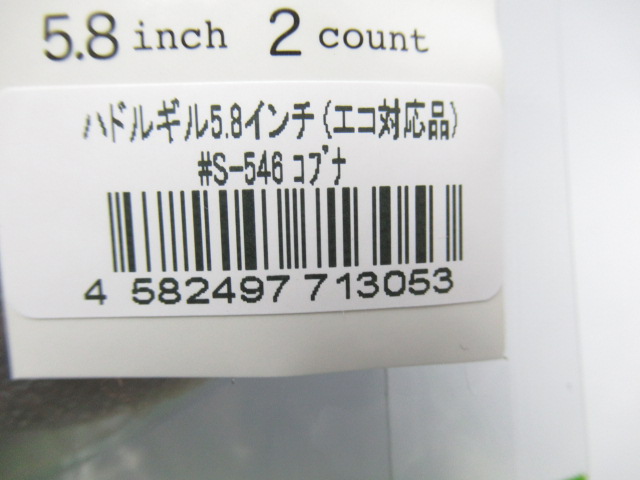 5.8 inch 2 count
ハドルギル5.8インチ(エコ対応品)
#S-546 コブナ
4 582497 713053